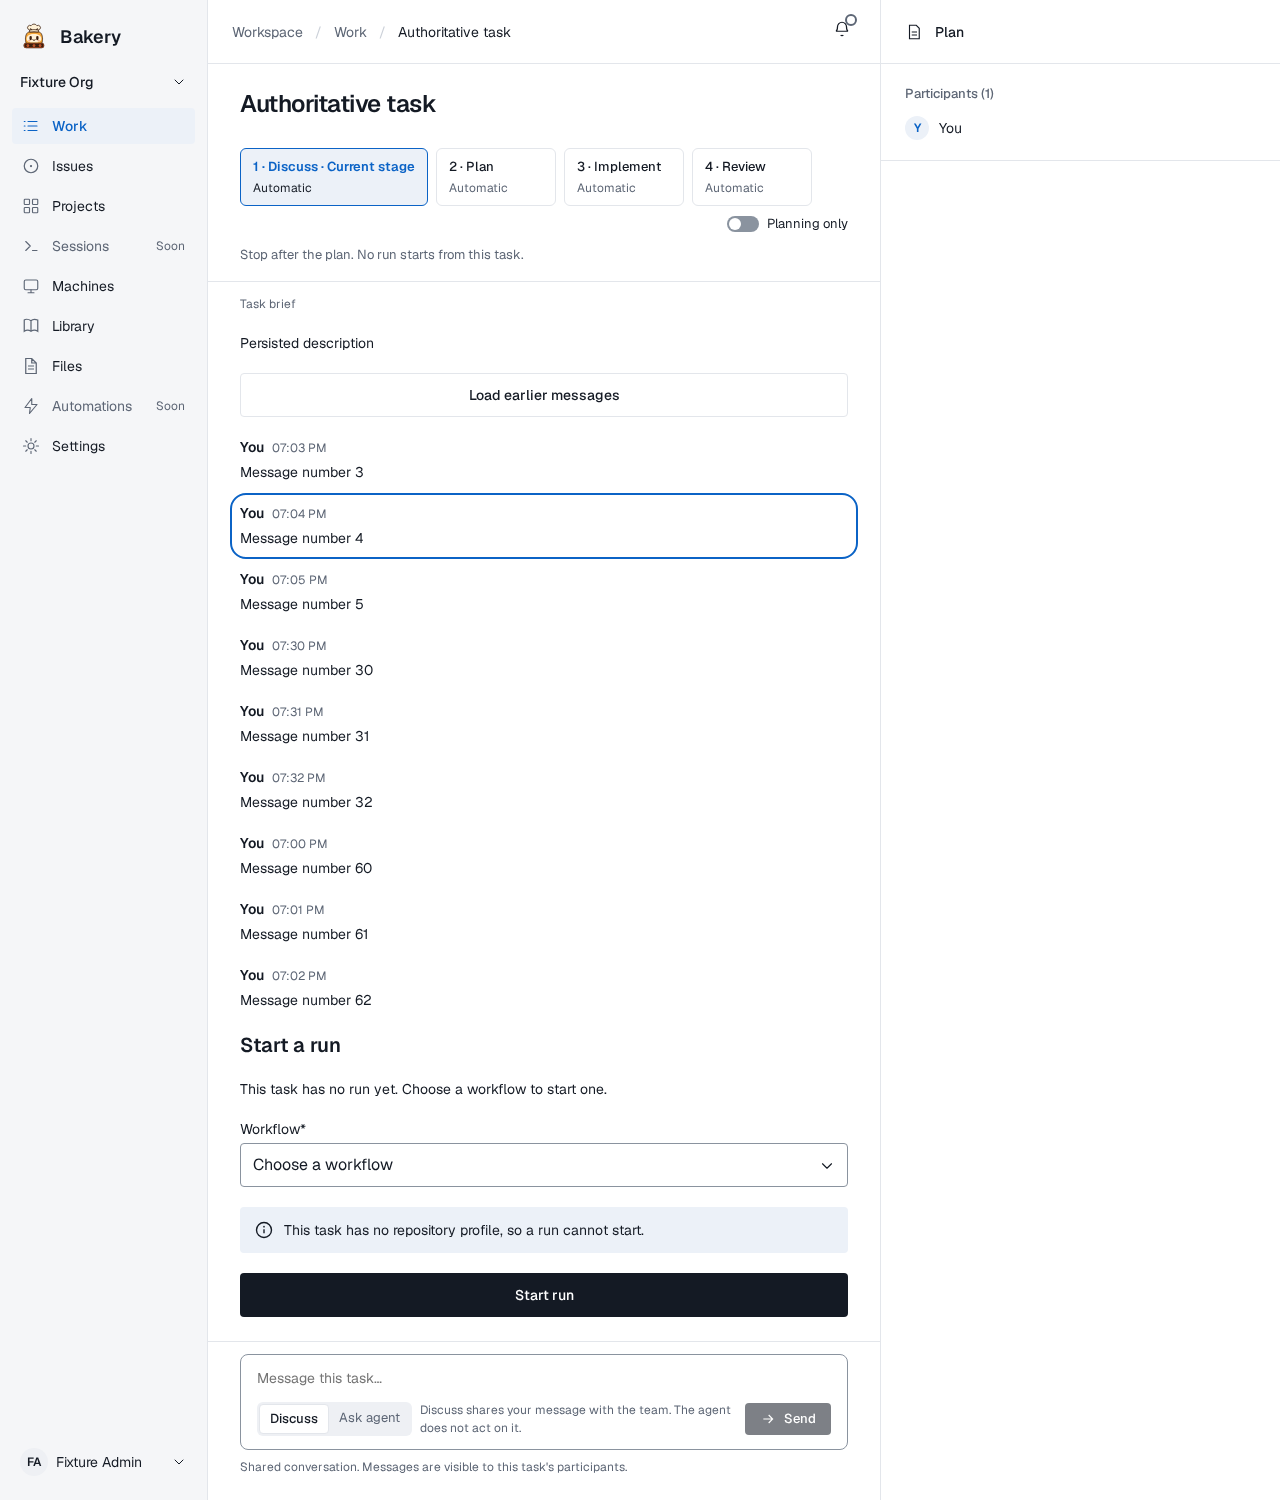 Bakery
Fixture Org
Work
Issues
Projects
Sessions Soon
Machines
Library
Files
Automations Soon
Settings
FA Fixture Admin
Workspace / Work / Authoritative task
Authoritative task
1 · Discuss · Current stage
Automatic
2 · Plan
Automatic
3 · Implement
Automatic
4 · Review
Automatic
Planning only
Stop after the plan. No run starts from this task.
Task brief
Persisted description
Load earlier messages
You 07:03 PM
Message number 3
You 07:04 PM
Message number 4
You 07:05 PM
Message number 5
You 07:30 PM
Message number 30
You 07:31 PM
Message number 31
You 07:32 PM
Message number 32
You 07:00 PM
Message number 60
You 07:01 PM
Message number 61
You 07:02 PM
Message number 62
Start a run
This task has no run yet. Choose a workflow to start one.
Workflow*
Choose a workflow
This task has no repository profile, so a run cannot start.
Start run
Message this task...
Discuss Ask agent
Discuss shares your message with the team. The agent
does not act on it.
Send
Shared conversation. Messages are visible to this task's participants.
Plan
Participants (1)
Y You